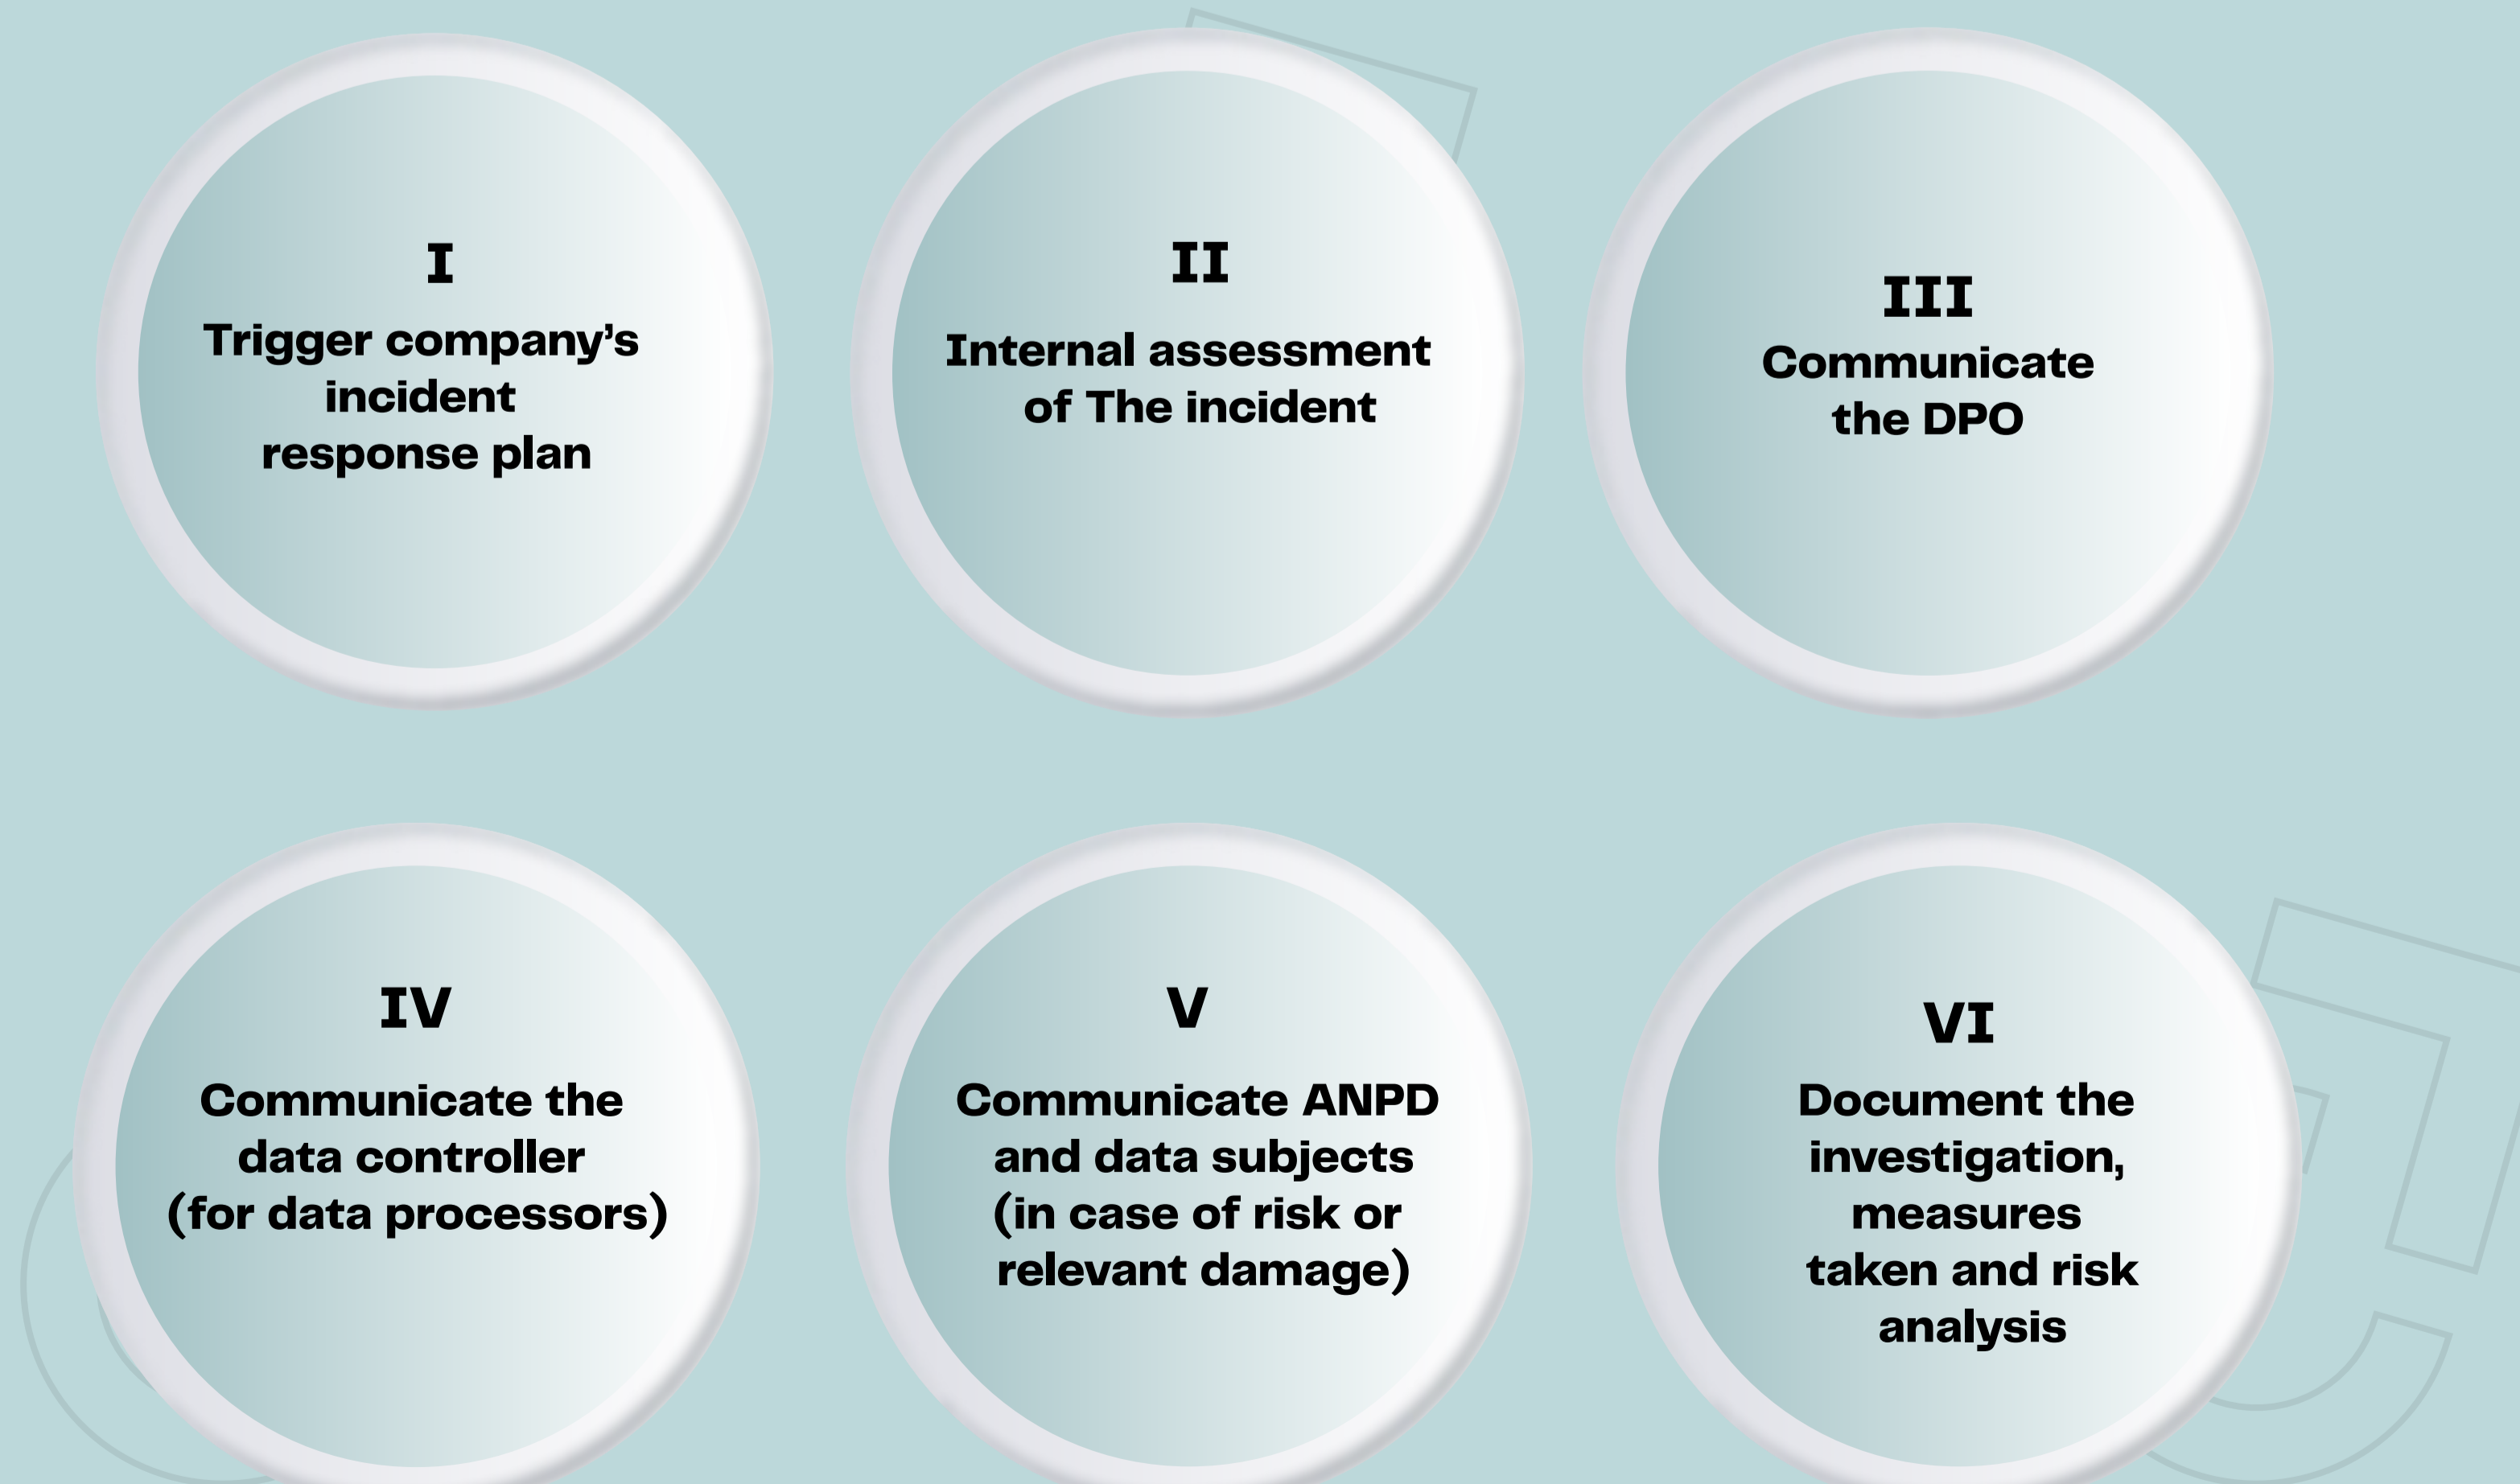 I
Trigger company’s
incident
response plan
II
Internal assessment
of The incident
III
Communicate
the DPO
IV
Communicate the
data controller
(for data processors)
V
Communicate ANPD
and data subjects
(in case of risk or
relevant damage)
VI
Document the
investigation,
measures
taken and risk
analysis